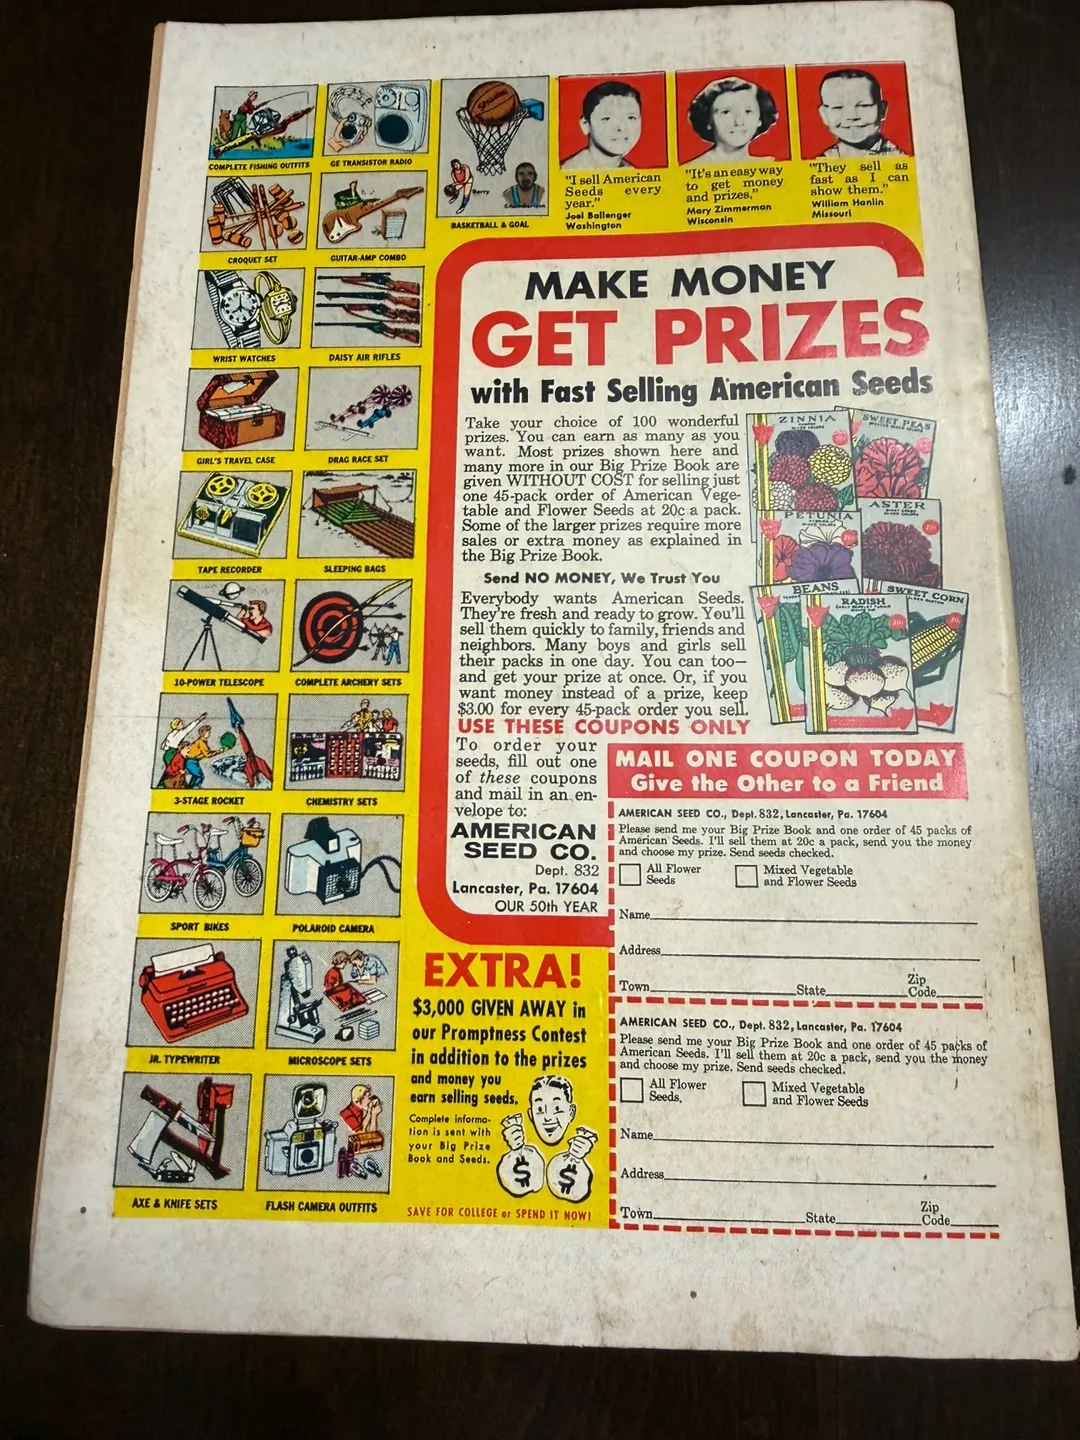 COMPLETE FISHING OUTFITS
GE TRANSISTOR RADIO
Barry
BASKETBALL & GOAL
"I sell American
Seeds every
year."
Joel Ballenger
Washington
"It's an easy way
to get money
and prizes,"
Mary Zimmerman
Wisconsin
"They sell as
fast as I can
show them."
William Hanlin
Missouri
CROQUET SET
GUITAR-AMP COMBO
WRIST WATCHES
DAISY AIR RIFLES
GIRL'S TRAVEL CASE
DRAG RACE SET
TAPE RECORDER
SLEEPING BAGS
10-POWER TELESCOPE
COMPLETE ARCHERY SETS
3-STAGE ROCKET
CHEMISTRY SETS
SPORT BIKES
POLAROID CAMERA
JR. TYPEWRITER
MICROSCOPE SETS
AXE & KNIFE SETS
FLASH CAMERA OUTFITS
MAKE MONEY
GET PRIZES
with Fast Selling American Seeds
Take your choice of 100 wonderful
prizes. You can earn as many as you
want. Most prizes shown here and
many more in our Big Prize Book are
given WITHOUT COST for selling just
one 45-pack order of American Vege-
table and Flower Seeds at 20c a pack.
Some of the larger prizes require more
sales or extra money as explained in
the Big Prize Book.
Send NO MONEY, We Trust You
Everybody wants American Seeds.
They're fresh and ready to grow. You'll
sell them quickly to family, friends and
neighbors. Many boys and girls sell
their packs in one day. You can too—
and get your prize at once. Or, if you
want money instead of a prize, keep
$3.00 for every 45-pack order you sell.
USE THESE COUPONS ONLY
To order your
seeds, fill out one
of these coupons
and mail in an en-
velope to:
AMERICAN
SEED CO.
Dept. 832
Lancaster, Pa. 17604
OUR 50th YEAR
ZINNIA
SWEET PEAS
PETUNIA
ASTER
BEANS
RADISH
SWEET CORN
MAIL ONE COUPON TODAY
Give the Other to a Friend
AMERICAN SEED CO., Dept. 832, Lancaster, Pa. 17604
Please send me your Big Prize Book and one order of 45 packs of
American Seeds. I'll sell them at 20c a pack, send you the money
and choose my prize. Send seeds checked.
All Flower
Seeds
Mixed Vegetable
and Flower Seeds
Name
Address
Town State Zip Code
AMERICAN SEED CO., Dept. 832, Lancaster, Pa. 17604
Please send me your Big Prize Book and one order of 45 packs of
American Seeds. I'll sell them at 20c a pack, send you the money
and choose my prize. Send seeds checked.
All Flower
Seeds.
Mixed Vegetable
and Flower Seeds
Name
Address
Town State Zip Code
EXTRA!
$3,000 GIVEN AWAY in
our Promptness Contest
in addition to the prizes
and money you
earn selling seeds.
Complete informa-
tion is sent with
your Big Prize
Book and Seeds.
$ $
SAVE FOR COLLEGE or SPEND IT NOW!